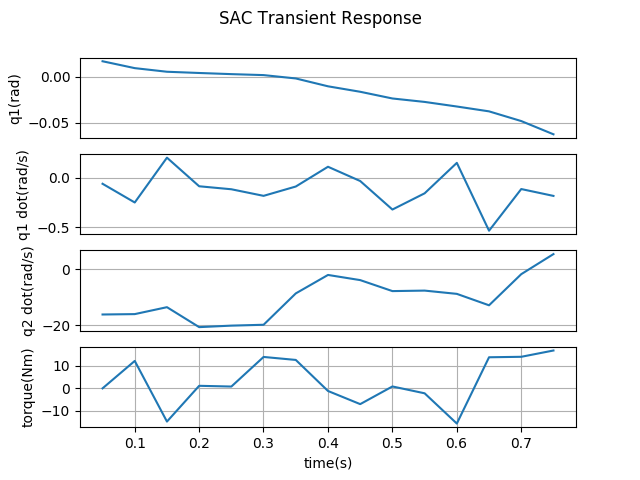 SAC Transient Response
q1(rad)
0.00
−0.05
q1 dot(rad/s)
0.0
−0.5
q2 dot(rad/s)
0
−20
torque(Nm)
10
0
−10
0.1 0.2 0.3 0.4 0.5 0.6 0.7
time(s)